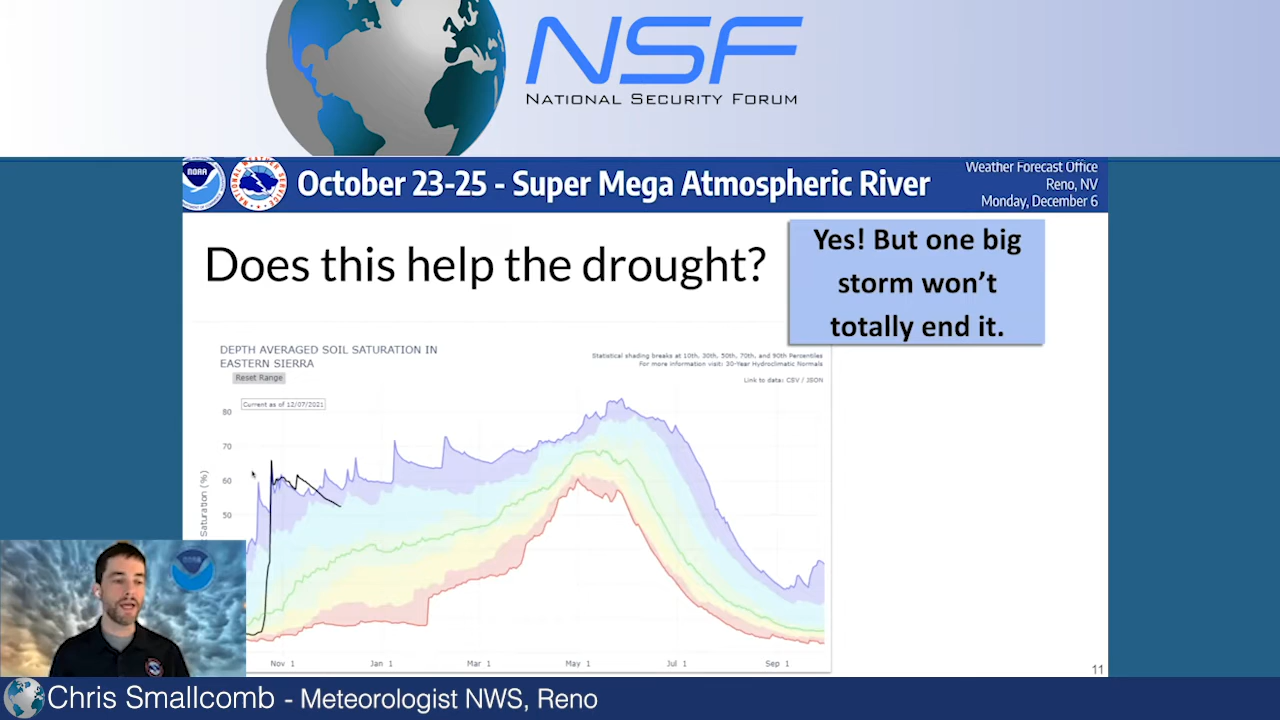 NSF
NATIONAL SECURITY FORUM
NOAA
October 23-25 - Super Mega Atmospheric River
Weather Forecast Office
Reno, NV
Monday, December 6
Does this help the drought?
Yes! But one big
storm won't
totally end it.
DEPTH AVERAGED SOIL SATURATION IN
EASTERN SIERRA
Reset Range
Statistical shading breaks at 10th, 30th, 50th, 70th, and 90th Percentiles
For more information visit: 30-Year Hydroclimatic Normals
Link to data: CSV / JSON
Current as of 12/07/2021
80
70
60
50
Saturation (%)
Nov 1
Jan 1
Mar 1
May 1
Jul 1
Sep 1
11
Chris Smallcomb - Meteorologist NWS, Reno